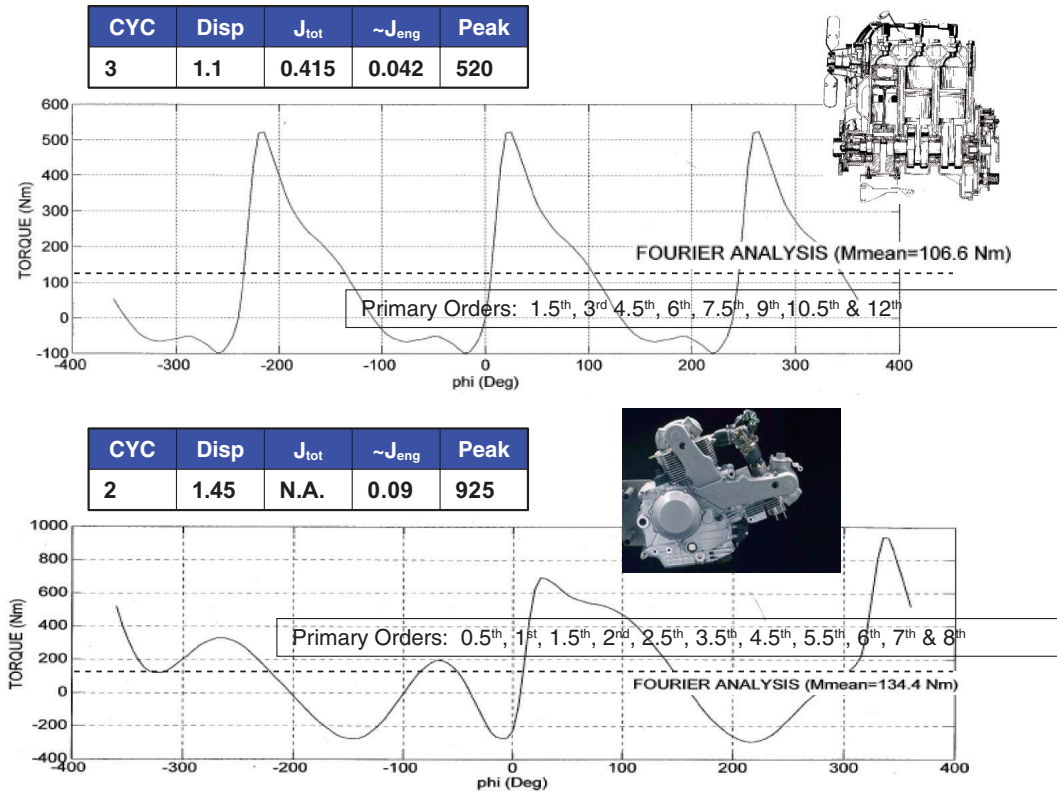 CYC Disp Jtot ~Jeng Peak
3 1.1 0.415 0.042 520
600
500
400
300
200
100
0
-100
TORQUE (Nm)
FOURIER ANALYSIS (Mmean=106.6 Nm)
Primary Orders: 1.5th, 3rd 4.5th, 6th, 7.5th, 9th,10.5th & 12th
-400 -300 -200 -100 0 100 200 300 400
phi (Deg)
CYC Disp Jtot ~Jeng Peak
2 1.45 N.A. 0.09 925
1000
800
600
400
200
0
-200
-400
TORQUE (Nm)
Primary Orders: 0.5th, 1st, 1.5th, 2nd, 2.5th, 3.5th, 4.5th, 5.5th, 6th, 7th & 8th
FOURIER ANALYSIS (Mmean=134.4 Nm)
-400 -300 -200 -100 0 100 200 300 400
phi (Deg)